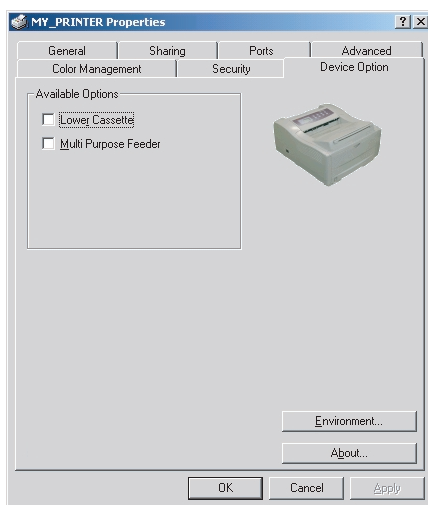 MY_PRINTER Properties
General Sharing Ports Advanced
Color Management Security Device Option
Available Options
Lower Cassette
Multi Purpose Feeder
Environment...
About...
OK Cancel Apply